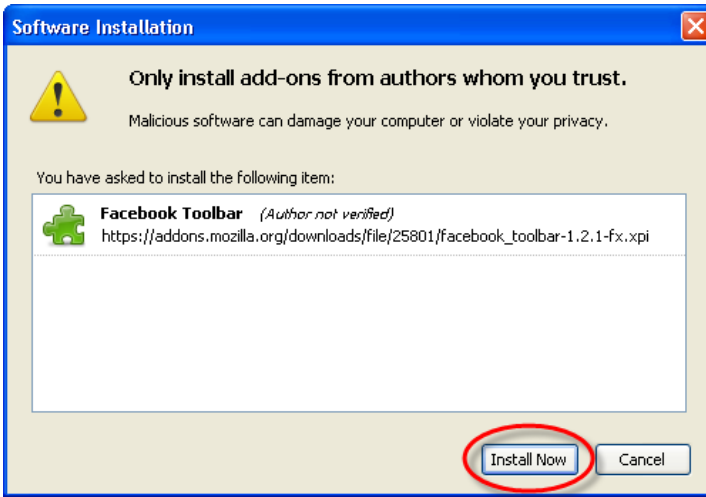 Software Installation
Only install add-ons from authors whom you trust.
Malicious software can damage your computer or violate your privacy.
You have asked to install the following item:
Facebook Toolbar (Author not verified)
https://addons.mozilla.org/downloads/file/25801/facebook_toolbar-1.2.1-fx.xpi
Install Now Cancel